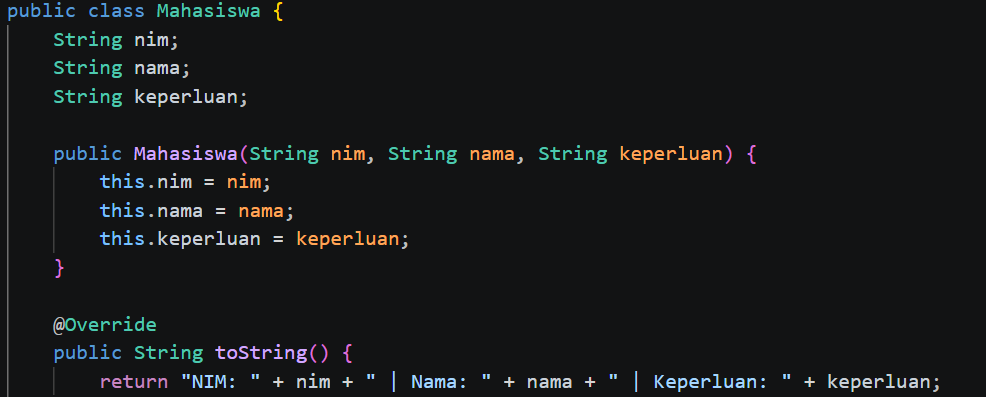 public class Mahasiswa {
    String nim;
    String nama;
    String keperluan;

    public Mahasiswa(String nim, String nama, String keperluan) {
        this.nim = nim;
        this.nama = nama;
        this.keperluan = keperluan;
    }

    @Override
    public String toString() {
        return "NIM: " + nim + " | Nama: " + nama + " | Keperluan: " + keperluan;